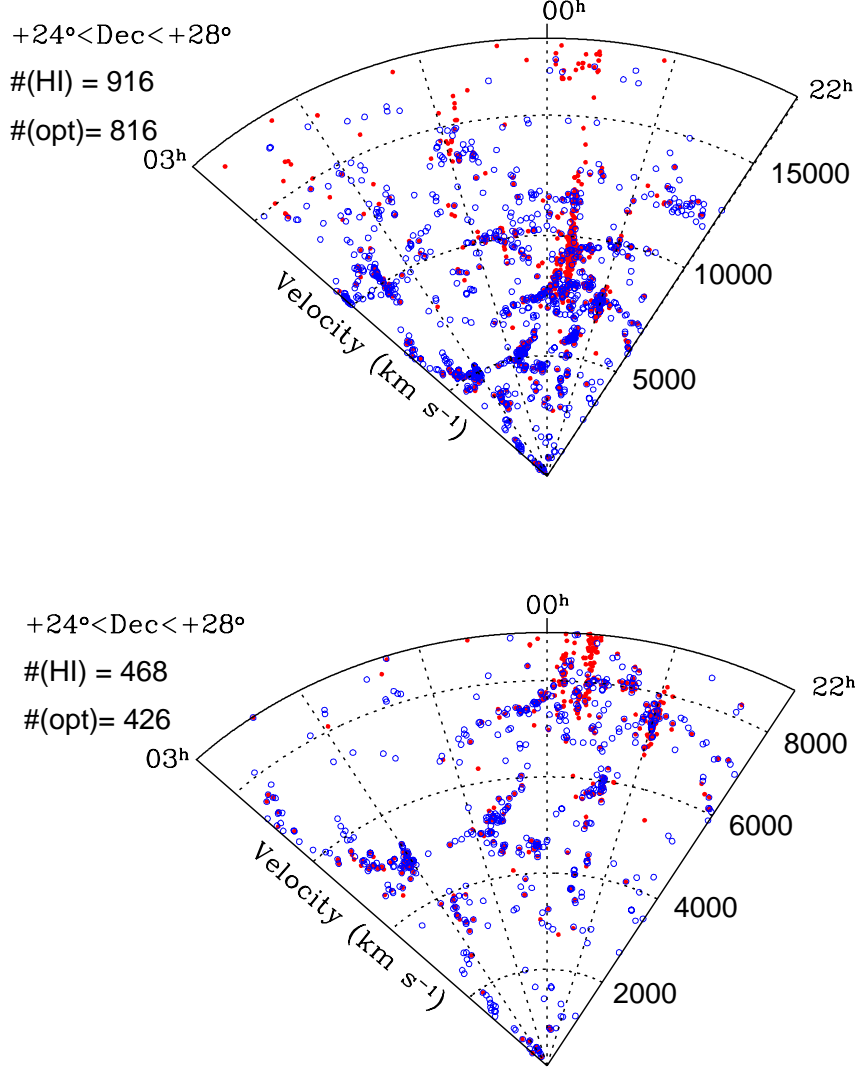 00ʰ
+24°<Dec<+28°
#(HI) = 916
22ʰ
#(opt)= 816
03ʰ
15000
10000
5000
Velocity (km s⁻¹)
00ʰ
+24°<Dec<+28°
#(HI) = 468
22ʰ
#(opt)= 426
8000
03ʰ
6000
4000
2000
Velocity (km s⁻¹)